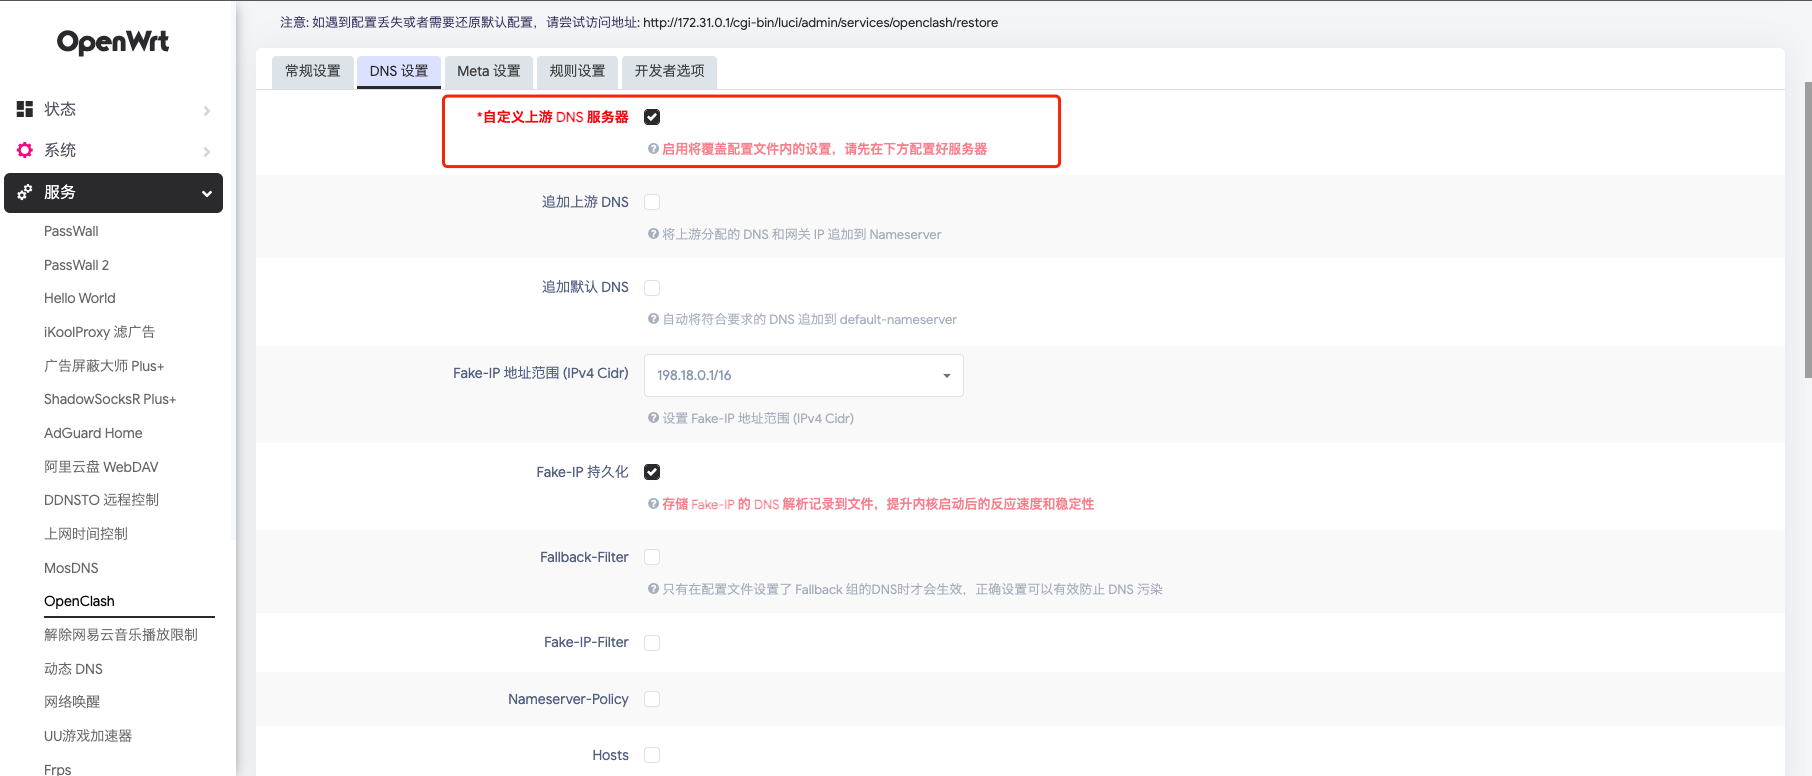 注意: 如遇到配置丢失或者需要还原默认配置，请尝试访问地址: http://172.31.0.1/cgi-bin/luci/admin/services/openclash/restore
OpenWrt
状态
系统
服务
PassWall
PassWall 2
Hello World
iKoolProxy 滤广告
广告屏蔽大师 Plus+
ShadowSocksR Plus+
AdGuard Home
阿里云盘 WebDAV
DDNSTO 远程控制
上网时间控制
MosDNS
OpenClash
解除网易云音乐播放限制
动态 DNS
网络唤醒
UU游戏加速器
Frps
常规设置 DNS 设置 Meta 设置 规则设置 开发者选项
*自定义上游 DNS 服务器
启用将覆盖配置文件内的设置，请先在下方配置好服务器
追加上游 DNS
将上游分配的 DNS 和网关 IP 追加到 Nameserver
追加默认 DNS
自动将符合要求的 DNS 追加到 default-nameserver
Fake-IP 地址范围 (IPv4 Cidr)
198.18.0.1/16
设置 Fake-IP 地址范围 (IPv4 Cidr)
Fake-IP 持久化
存储 Fake-IP 的 DNS 解析记录到文件，提升内核启动后的反应速度和稳定性
Fallback-Filter
只有在配置文件设置了 Fallback 组的DNS时才会生效，正确设置可以有效防止 DNS 污染
Fake-IP-Filter
Nameserver-Policy
Hosts